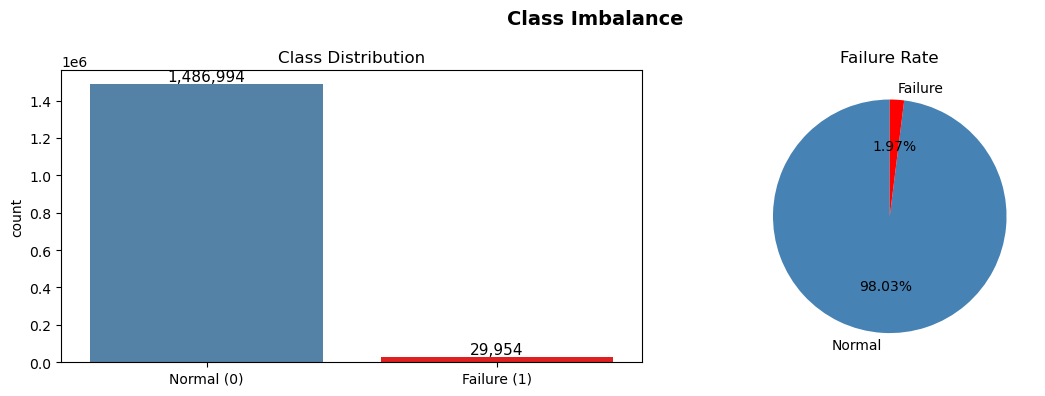 Class Imbalance
Class Distribution
1e6
1,486,994
29,954
1.4
1.2
1.0
0.8
0.6
0.4
0.2
0.0
count
Normal (0)
Failure (1)
Failure Rate
Failure
1.97%
98.03%
Normal